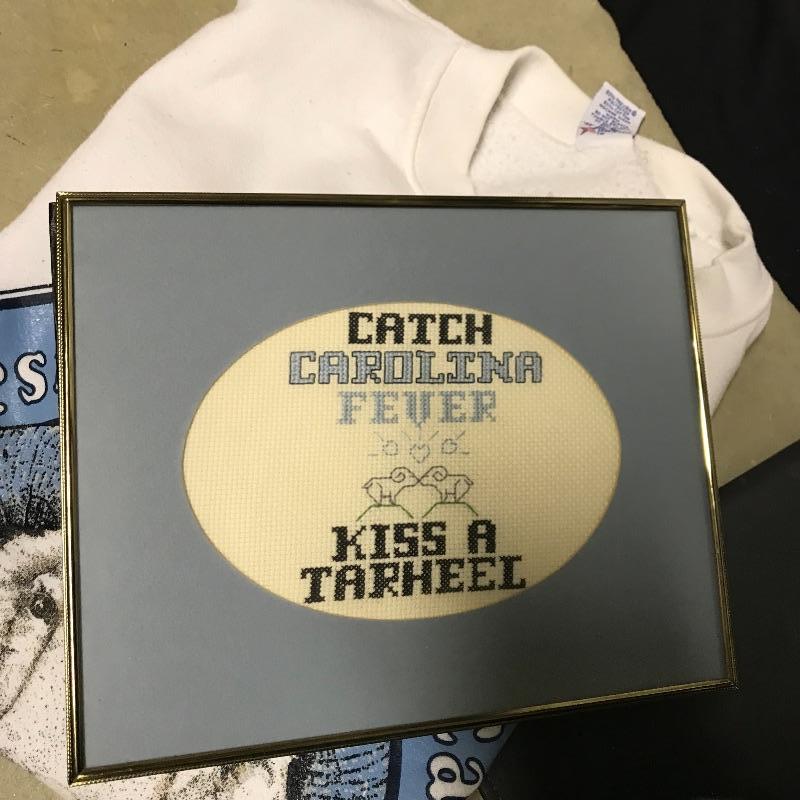 CATCH
CAROLINA
FEVER
KISS A
TARHEEL